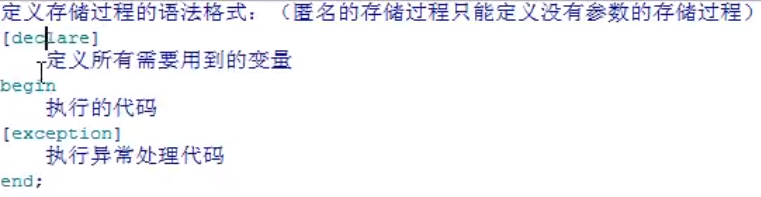 定义存储过程的语法格式：（匿名的存储过程只能定义没有参数的存储过程）
[declare]
定义所有需要用到的变量
begin
执行的代码
[exception]
执行异常处理代码
end;